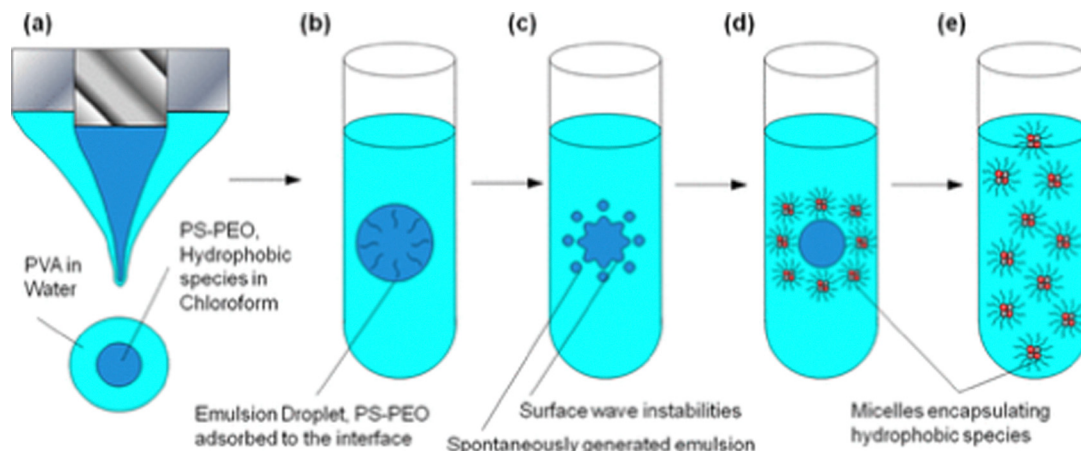 (a)
(b)
(c)
(d)
(e)
PS-PEO,
Hydrophobic
species in
Chloroform
PVA in
Water
Emulsion Droplet, PS-PEO
adsorbed to the interface
Surface wave instabilities
Spontaneously generated emulsion
Micelles encapsulating
hydrophobic species